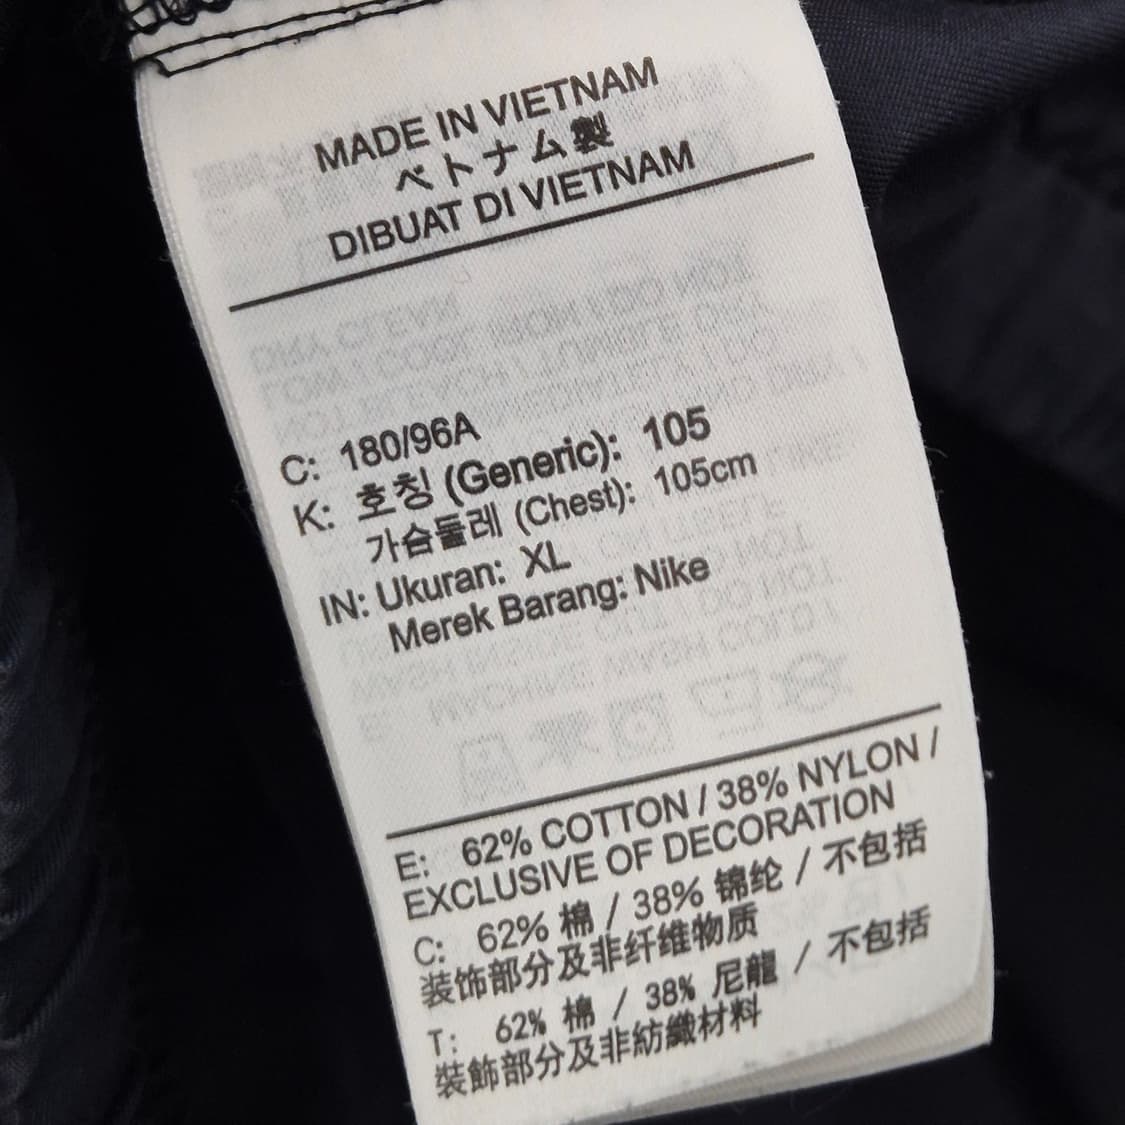 MADE IN VIETNAM
ベトナム製
DIBUAT DI VIETNAM
C: 180/96A
K: 호칭 (Generic): 105
가슴둘레 (Chest): 105cm
IN: Ukuran: XL
Merek Barang: Nike
E: 62% COTTON / 38% NYLON /
EXCLUSIVE OF DECORATION
C: 62% 棉 / 38% 锦纶 / 不包括
装饰部分及非纤维物质
T: 62% 棉 / 38% 尼龍 / 不包括
裝飾部分及非紡織材料